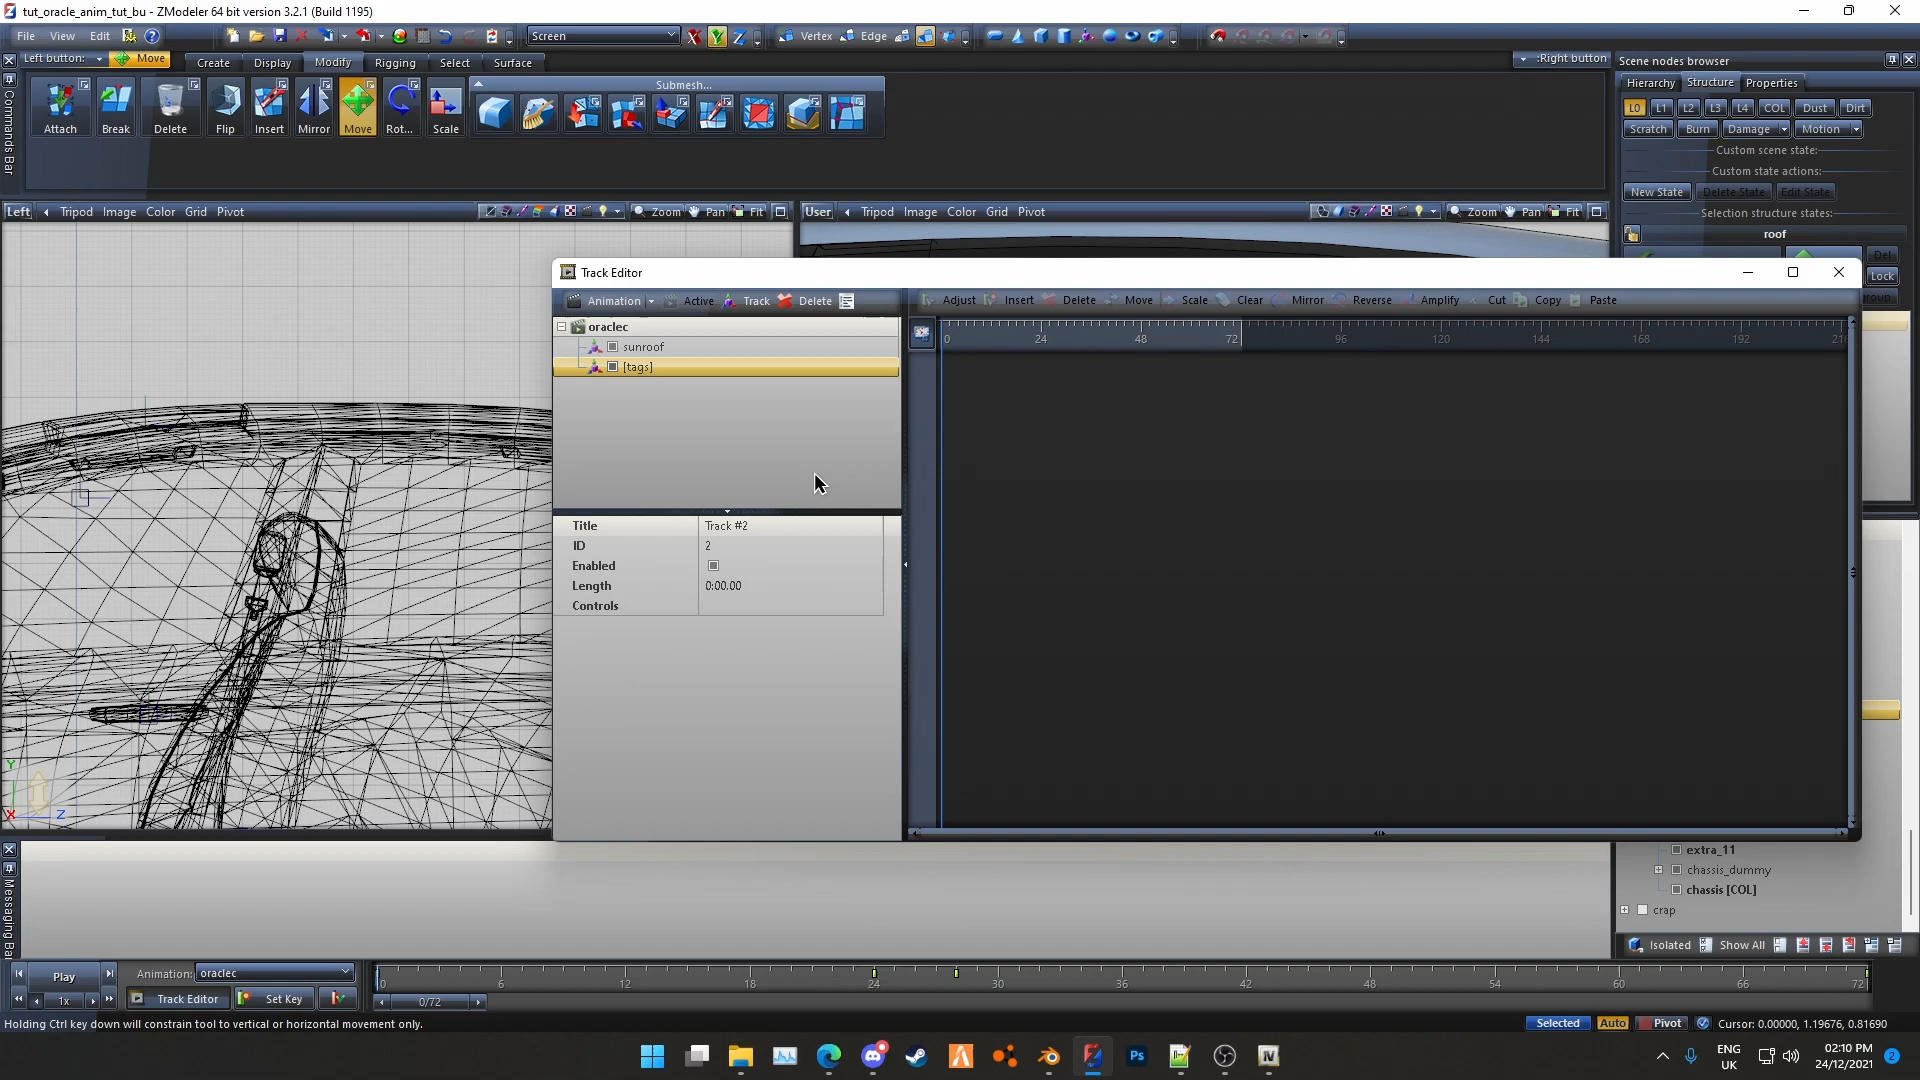 tut_oracle_anim_tut_bu - ZModeler 64 bit version 3.2.1 (Build 1195)
File View Edit
Screen
Vertex Edge
Left button: Move
Create Display Modify Rigging Select Surface
:Right button
Scene nodes browser
Commands Bar
Attach Break Delete Flip Insert Mirror Move Rot... Scale
Submesh...
Hierarchy Structure Properties
L0 L1 L2 L3 L4 COL Dust Dirt
Scratch Burn Damage Motion
Custom scene state:
Custom state actions:
New State Delete State Edit State
Selection structure states:
roof
Del
Lock
Left Tripod Image Color Grid Pivot Zoom Pan Fit
User Tripod Image Color Grid Pivot Zoom Pan Fit
Track Editor
Animation Active Track Delete
Adjust Insert Delete Move Scale Clear Mirror Reverse Amplify Cut Copy Paste
oraclec
sunroof
[tags]
0 24 48 72 96 120 144 168 192 216
Title Track #2
ID 2
Enabled
Length 0:00.00
Controls
Y
X Z
extra_11
chassis_dummy
chassis [COL]
crap
Isolated Show All
Messaging Ba
Play Animation: oraclec
0 6 12 18 24 30 36 42 48 54 60 66 72
1x Track Editor Set Key 0/72
Holding Ctrl key down will constrain tool to vertical or horizontal movement only.
Selected Auto Pivot Cursor: 0.00000, 1.19676, 0.81690
Ps
IV
ENG
UK
02:10 PM
24/12/2021
2